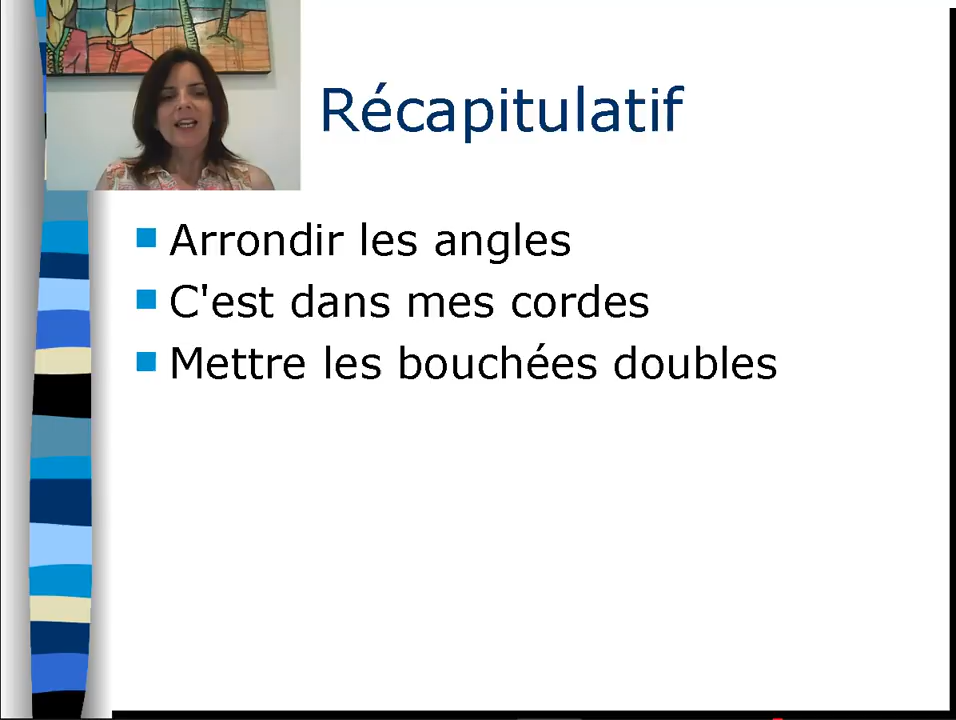 Récapitulatif
Arrondir les angles
C'est dans mes cordes
Mettre les bouchées doubles